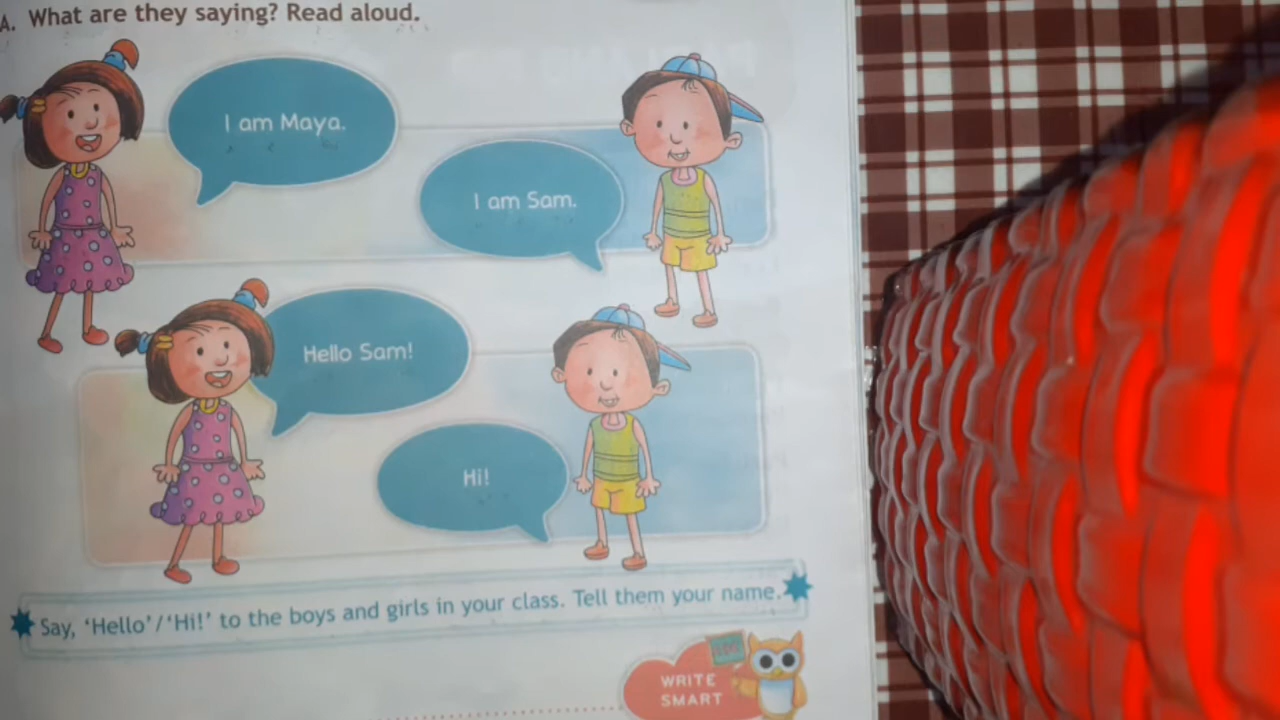 A. What are they saying? Read aloud.
I am Maya.
I am Sam.
Hello Sam!
Hi!
Say, ‘Hello’/‘Hi!’ to the boys and girls in your class. Tell them your name.
WRITE
SMART